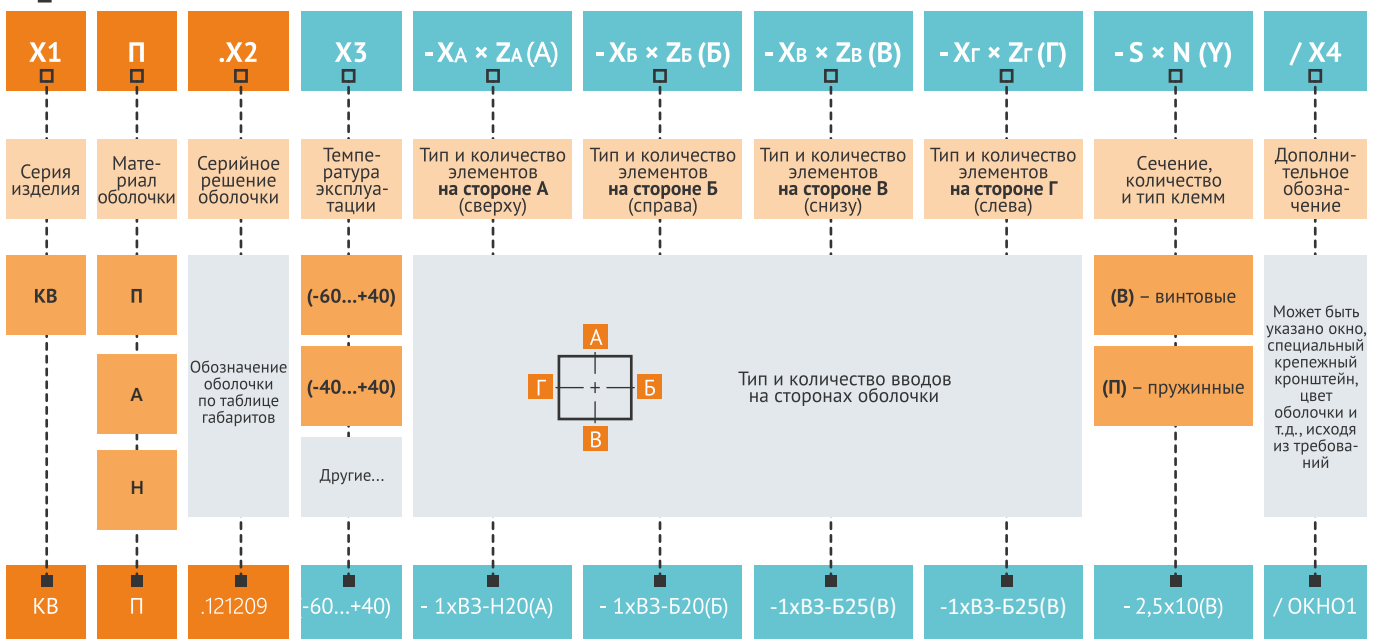 Х1
П
.Х2
Х3
- XА × ZА (А)
- XБ × ZБ (Б)
- XВ × ZВ (В)
- XГ × ZГ (Г)
- S × N (Y)
/ X4
Серия
изделия
Мате-
риал
оболочки
Серийное
решение
оболочки
Темпе-
ратура
эксплуа-
тации
Тип и количество
элементов
на стороне А
(сверху)
Тип и количество
элементов
на стороне Б
(справа)
Тип и количество
элементов
на стороне В
(снизу)
Тип и количество
элементов
на стороне Г
(слева)
Сечение,
количество
и тип клемм
Дополни-
тельное
обозна-
чение
КВ
П
А
Н
Обозначение
оболочки
по таблице
габаритов
(-60...+40)
(-40...+40)
Другие...
А
Г
Б
В
Тип и количество вводов
на сторонах оболочки
(В) – винтовые
(П) – пружинные
Может быть
указано окно,
специальный
крепежный
кронштейн,
цвет
оболочки и
т.д., исходя
из требова-
ний
КВ
П
.121209
-60...+40)
- 1хВЗ-Н20(А)
- 1хВЗ-Б20(Б)
-1хВЗ-Б25(В)
-1хВЗ-Б25(В)
- 2,5х10(В)
/ ОКНО1